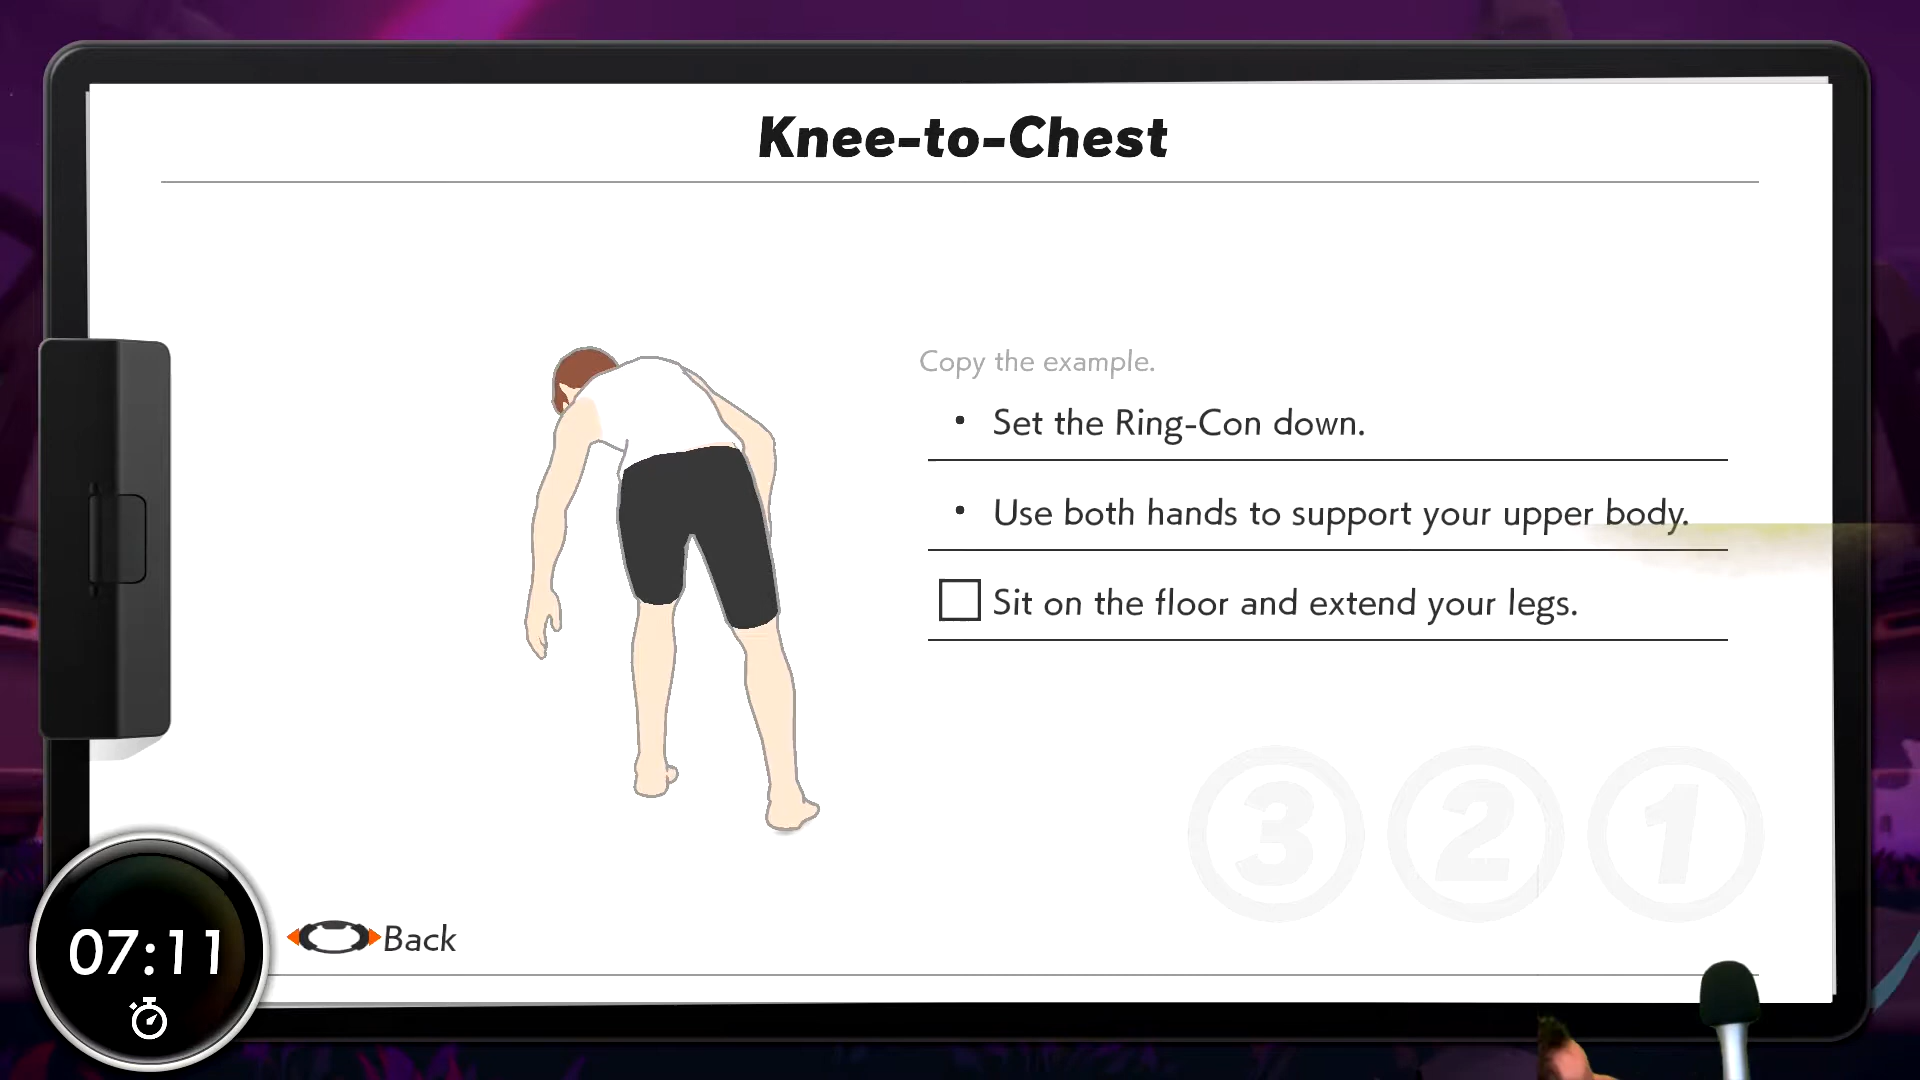 Knee-to-Chest
Copy the example.
• Set the Ring-Con down.
• Use both hands to support your upper body.
Sit on the floor and extend your legs.
3 2 1
Back
07:11